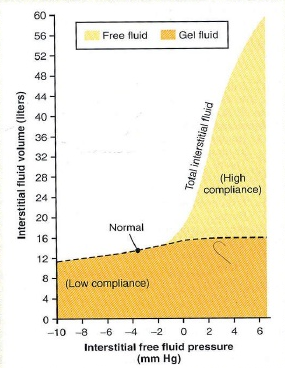 60
56
52
48
44
40
36
32
28
24
20
16
12
8
4
0
Interstitial fluid volume (liters)
Free fluid Gel fluid
Total interstitial fluid
(High
compliance)
Normal
(Low compliance)
-10 -8 -6 -4 -2 0 2 4 6
Interstitial free fluid pressure
(mm Hg)